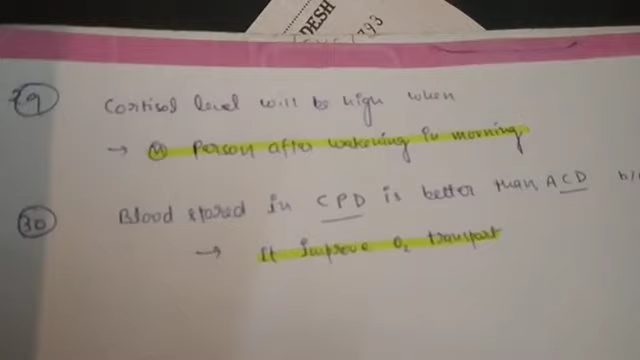 DESH
29 Cortisol level will be high when
→ Person after wakening in morning
30 Blood stored in CPD is better than ACD b/c
→ It improve O2 transport